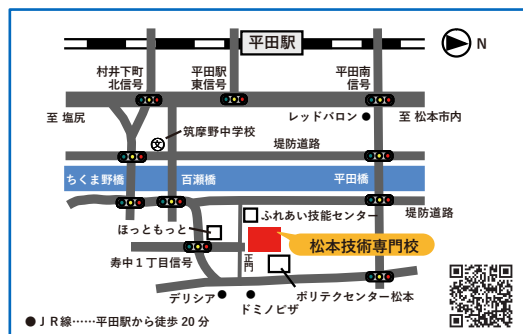 平田駅
N
村井下町
北信号
平田駅
東信号
平田南
信号
至 塩尻
レッドバロン
至 松本市内
文
筑摩野中学校
堤防道路
ちくま野橋
百瀬橋
平田橋
ふれあい技能センター
堤防道路
ほっともっと
松本技術専門校
寿中1丁目信号
正門
ポリテクセンター松本
デリシア
ドミノピザ
●JR線……平田駅から徒歩20分